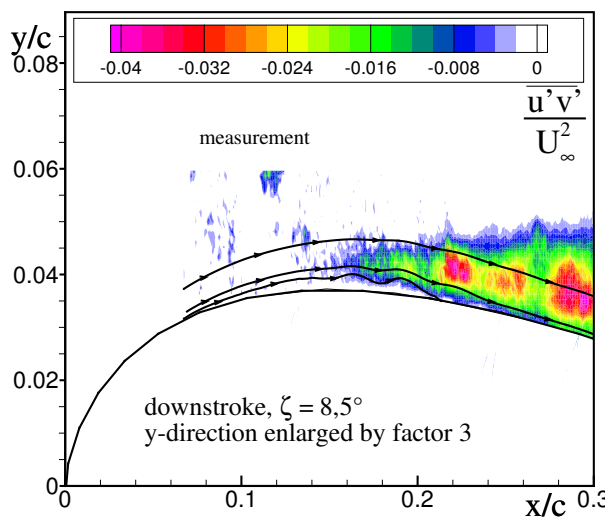 y/c
0.08
-0.04 -0.032 -0.024 -0.016 -0.008 0
u'v'
U²∞
measurement
0.06
0.04
0.02
downstroke, ζ = 8,5°
y-direction enlarged by factor 3
0
0 0.1 0.2 0.3
x/c